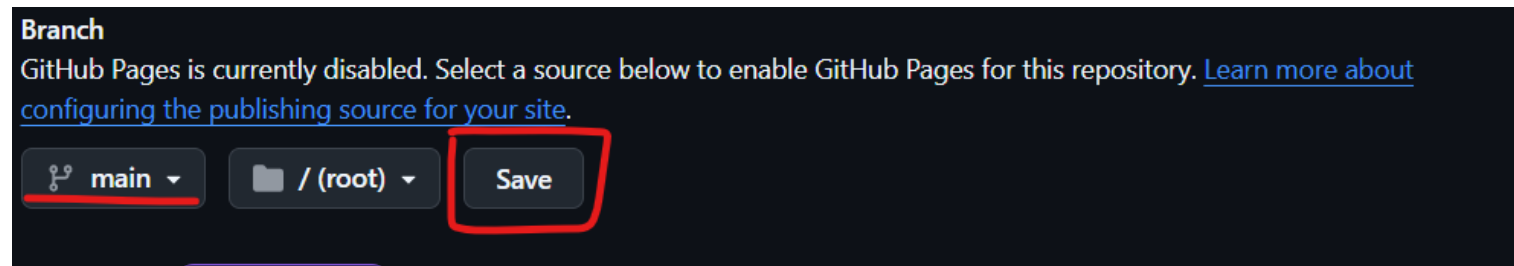 Branch
GitHub Pages is currently disabled. Select a source below to enable GitHub Pages for this repository. Learn more about
configuring the publishing source for your site.
main / (root) Save